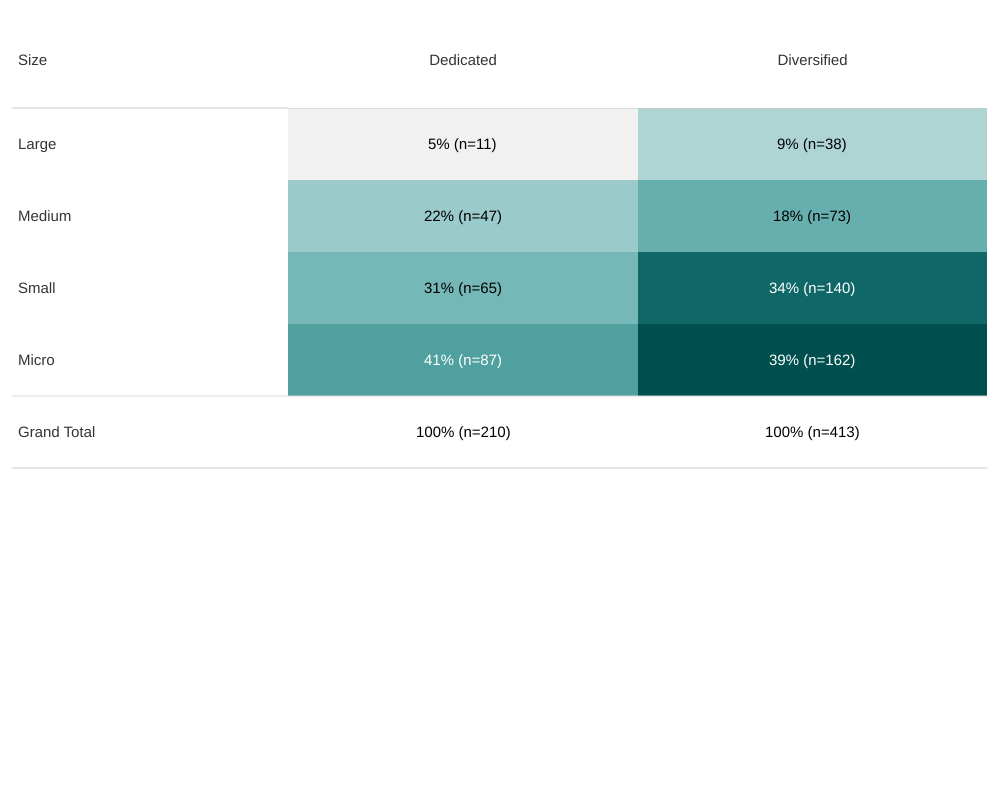 Size Dedicated Diversified
Large 5% (n=11) 9% (n=38)
Medium 22% (n=47) 18% (n=73)
Small 31% (n=65) 34% (n=140)
Micro 41% (n=87) 39% (n=162)
Grand Total 100% (n=210) 100% (n=413)